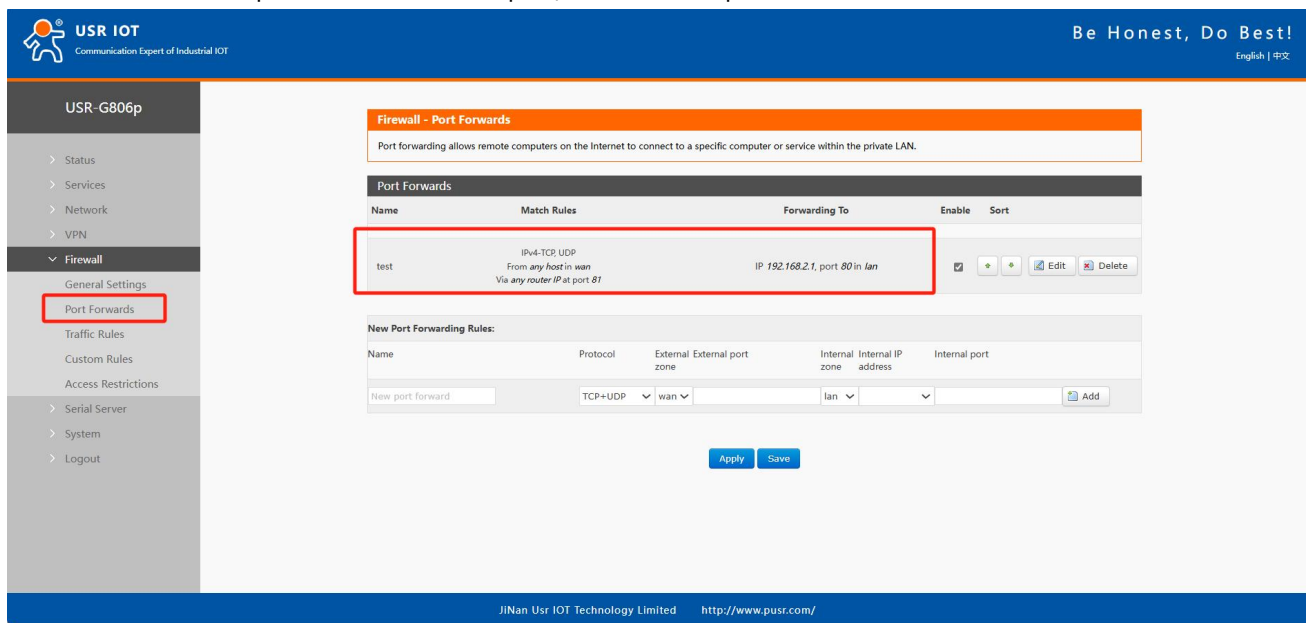 USR IOT
Communication Expert of Industrial IOT
Be Honest, Do Best!
English | 中文
USR-G806p
Status
Services
Network
VPN
Firewall
General Settings
Port Forwards
Traffic Rules
Custom Rules
Access Restrictions
Serial Server
System
Logout
Firewall - Port Forwards
Port forwarding allows remote computers on the Internet to connect to a specific computer or service within the private LAN.
Port Forwards
Name Match Rules Forwarding To Enable Sort
IPv4-TCP, UDP
From any host in wan
Via any router IP at port 81
test IP 192.168.2.1, port 80 in lan Edit Delete
New Port Forwarding Rules:
Name Protocol External zone External port Internal zone Internal IP address Internal port
New port forward TCP+UDP wan lan Add
Apply Save
JiNan Usr IOT Technology Limited http://www.pusr.com/